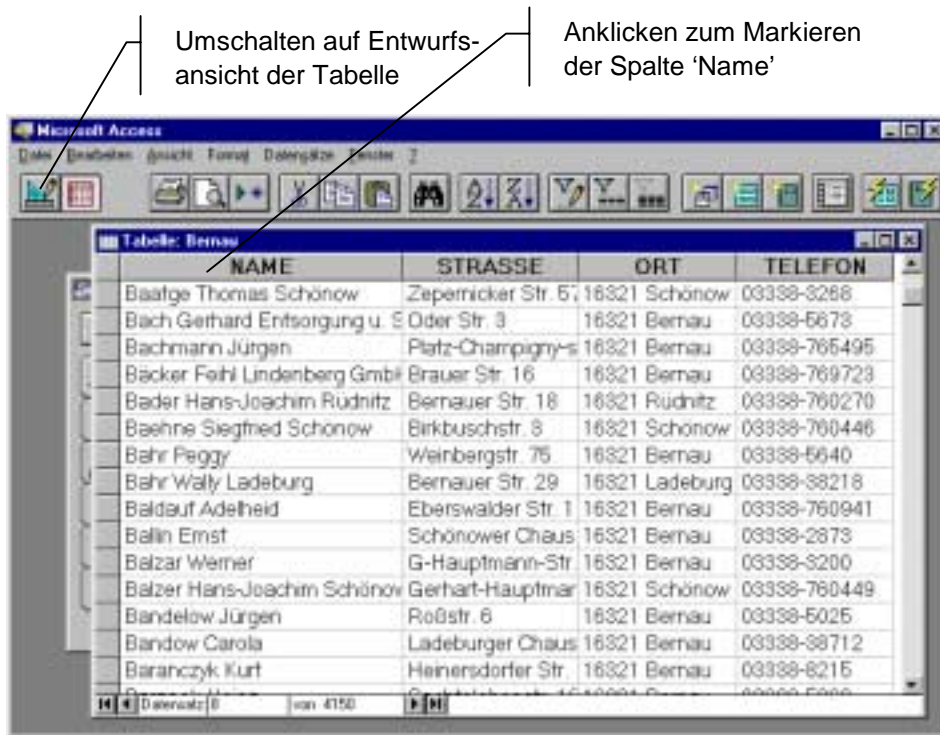 Umschalten auf Entwurfs-
ansicht der Tabelle
Anklicken zum Markieren
der Spalte ‘Name’
Microsoft Access
Datei Bearbeiten Ansicht Format Datensätze Fenster ?
Tabelle: Bernau
NAME STRASSE ORT TELEFON
Baatge Thomas Schönow Zepernicker Str. 57 16321 Schönow 03338-3268
Bach Gerhard Entsorgung u. S Oder Str. 3 16321 Bernau 03338-5673
Bachmann Jürgen Platz-Champigny-s 16321 Bernau 03338-765495
Bäcker Feihl Lindenberg GmbH Brauer Str. 16 16321 Bernau 03338-769723
Bader Hans-Joachim Rüdnitz Bernauer Str. 18 16321 Rüdnitz 03338-760270
Baehne Siegfried Schönow Birkbuschstr. 3 16321 Schönow 03338-760446
Bahr Peggy Weinbergstr. 75 16321 Bernau 03338-5640
Bahr Wally Ladeburg Bernauer Str. 29 16321 Ladeburg 03338-38218
Baldauf Adelheid Eberswalder Str. 1 16321 Bernau 03338-760941
Ballin Ernst Schönower Chaus 16321 Bernau 03338-2873
Balzar Werner G-Hauptmann-Str. 16321 Bernau 03338-3200
Balzer Hans-Joachim Schönow Gerhart-Hauptmar 16321 Schönow 03338-760449
Bandelow Jürgen Roßstr. 6 16321 Bernau 03338-5025
Bandow Carola Ladeburger Chaus 16321 Bernau 03338-38712
Baranczyk Kurt Heinersdorfer Str. 16321 Bernau 03338-8215
Datensatz: 8 von 4150